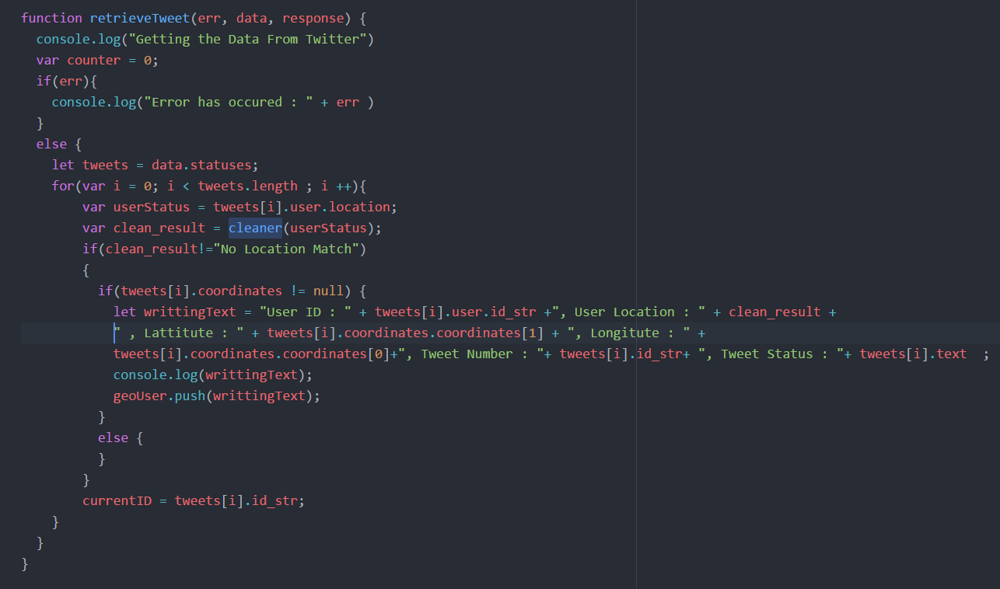 function retrieveTweet(err, data, response) {
  console.log("Getting the Data From Twitter")
  var counter = 0;
  if(err){
    console.log("Error has occured : " + err )
  }
  else {
    let tweets = data.statuses;
    for(var i = 0; i < tweets.length ; i ++){
        var userStatus = tweets[i].user.location;
        var clean_result = cleaner(userStatus);
        if(clean_result!="No Location Match")
        {
          if(tweets[i].coordinates != null) {
            let writtingText = "User ID : " + tweets[i].user.id_str +", User Location : " + clean_result +
            " , Lattitute : " + tweets[i].coordinates.coordinates[1] + ", Longitute : " +
            tweets[i].coordinates.coordinates[0]+", Tweet Number : "+ tweets[i].id_str+ ", Tweet Status : "+ tweets[i].text  ;
            console.log(writtingText);
            geoUser.push(writtingText);
          }
          else {
          }
        }
        currentID = tweets[i].id_str;
    }
  }
}